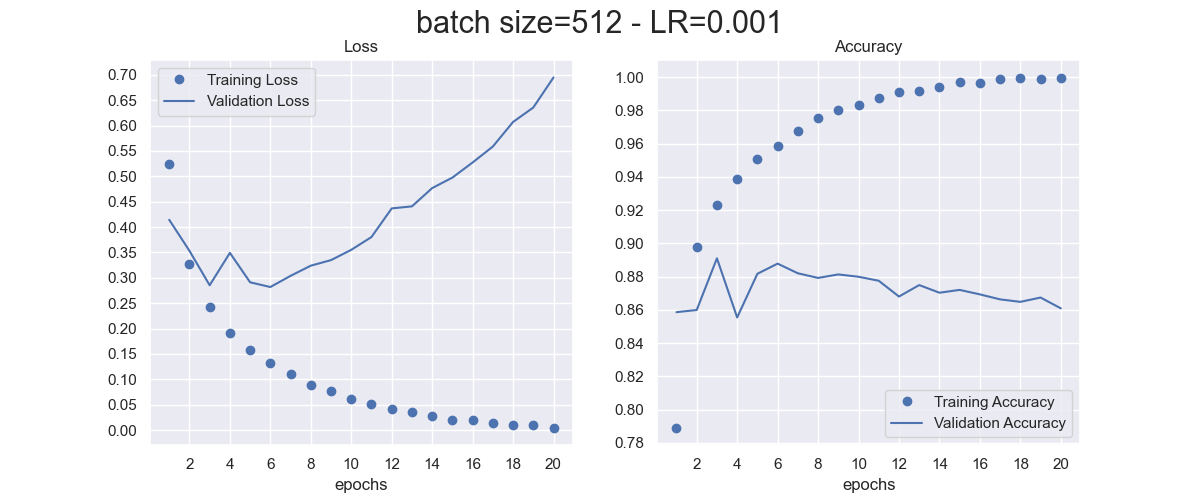 batch size=512 - LR=0.001
Loss
0.70
0.65
0.60
0.55
0.50
0.45
0.40
0.35
0.30
0.25
0.20
0.15
0.10
0.05
0.00
Training Loss
Validation Loss
2 4 6 8 10 12 14 16 18 20
epochs
Accuracy
1.00
0.98
0.96
0.94
0.92
0.90
0.88
0.86
0.84
0.82
0.80
0.78
Training Accuracy
Validation Accuracy
2 4 6 8 10 12 14 16 18 20
epochs